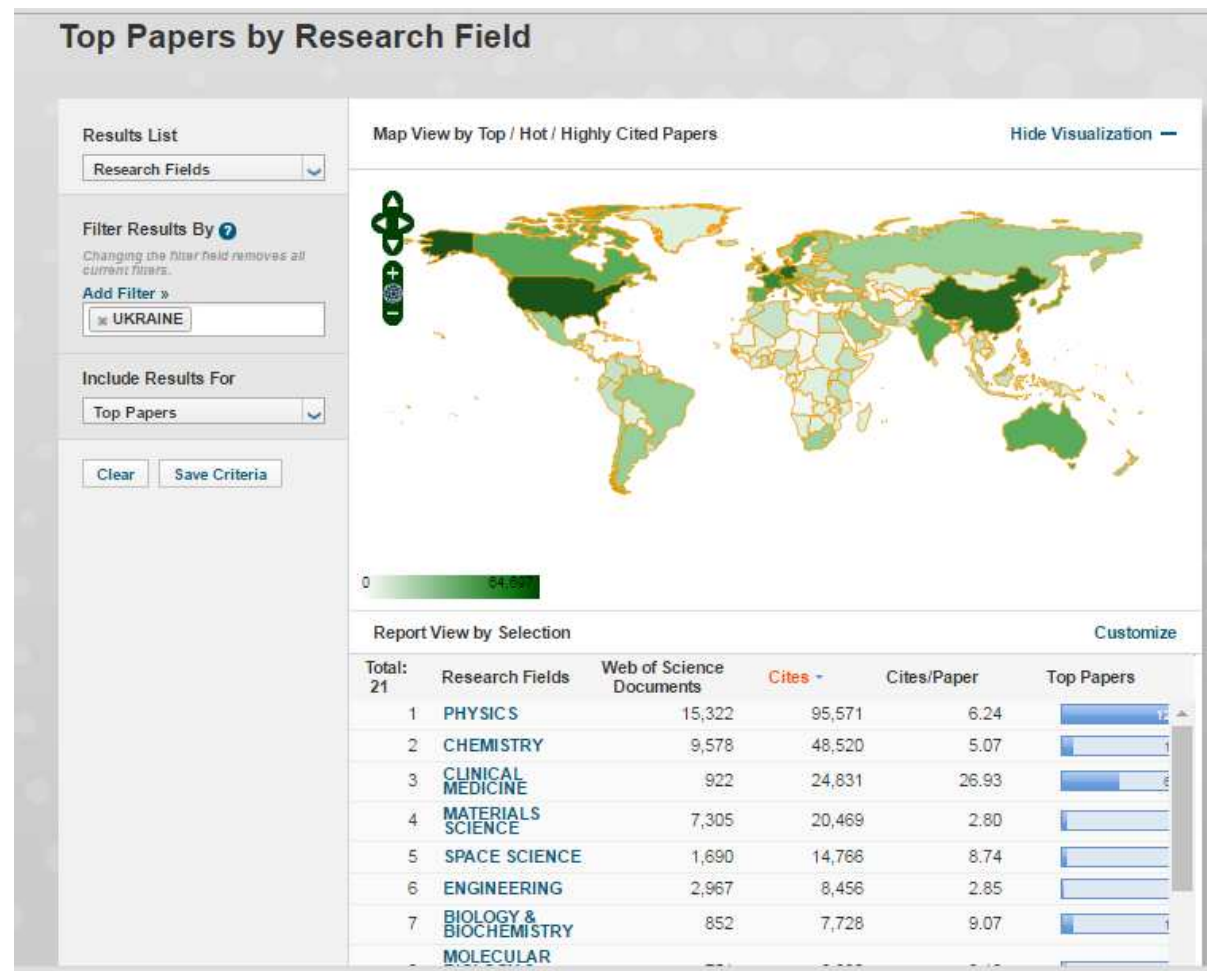 Top Papers by Research Field
Results List
Research Fields
Filter Results By ?
Changing the filter field removes all
current filters.
Add Filter »
UKRAINE
Include Results For
Top Papers
Clear Save Criteria
Map View by Top / Hot / Highly Cited Papers Hide Visualization
0
Report View by Selection Customize
Total: 21 Research Fields Web of Science Documents Cites Cites/Paper Top Papers
1 PHYSICS 15,322 95,571 6.24
2 CHEMISTRY 9,578 48,520 5.07
3 CLINICAL MEDICINE 922 24,831 26.93
4 MATERIALS SCIENCE 7,305 20,469 2.80
5 SPACE SCIENCE 1,690 14,766 8.74
6 ENGINEERING 2,967 8,456 2.85
7 BIOLOGY & BIOCHEMISTRY 852 7,728 9.07
MOLECULAR